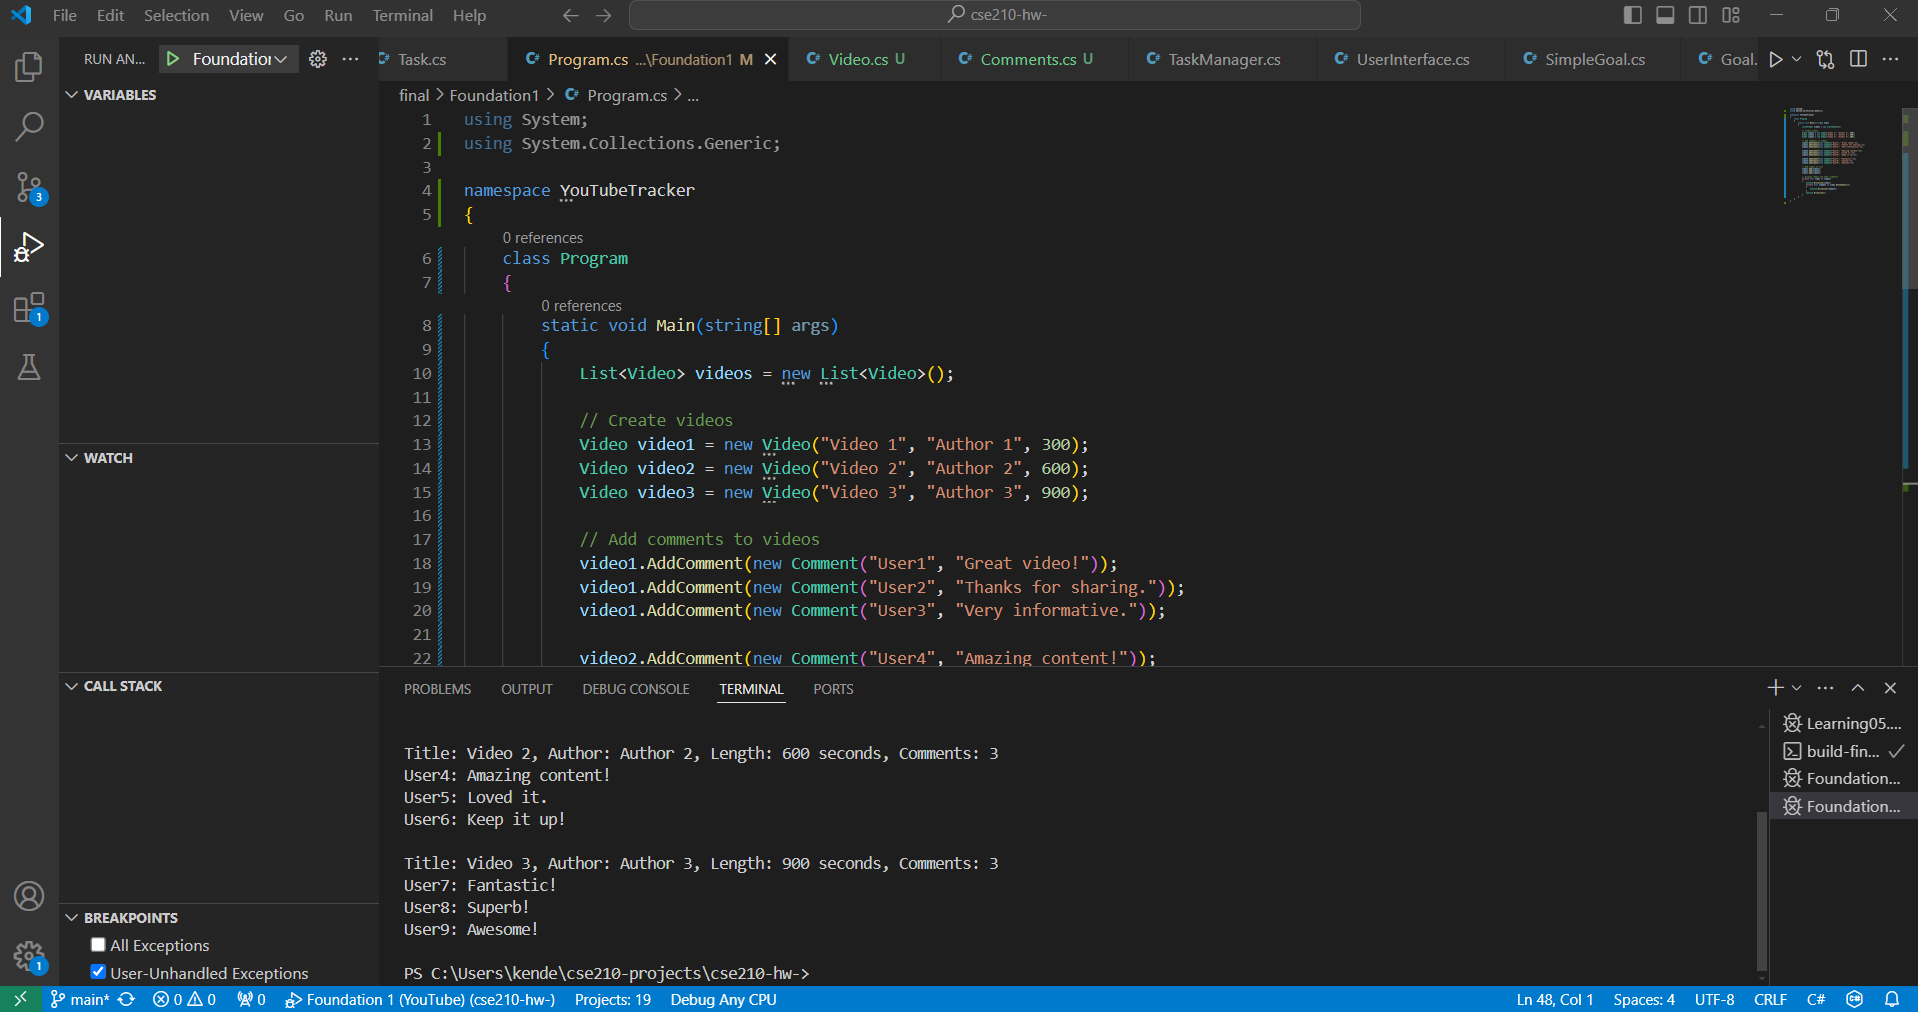 File Edit Selection View Go Run Terminal Help
cse210-hw-
RUN AN... Foundation
Task.cs
Program.cs ...\Foundation1 M
Video.cs U
Comments.cs U
TaskManager.cs
UserInterface.cs
SimpleGoal.cs
Goal.
VARIABLES
final > Foundation1 > Program.cs > ...
1 using System;
2 using System.Collections.Generic;
3
4 namespace YouTubeTracker
5 {
0 references
6 class Program
7 {
0 references
8 static void Main(string[] args)
9 {
10 List<Video> videos = new List<Video>();
11
12 // Create videos
13 Video video1 = new Video("Video 1", "Author 1", 300);
14 Video video2 = new Video("Video 2", "Author 2", 600);
15 Video video3 = new Video("Video 3", "Author 3", 900);
16
17 // Add comments to videos
18 video1.AddComment(new Comment("User1", "Great video!"));
19 video1.AddComment(new Comment("User2", "Thanks for sharing."));
20 video1.AddComment(new Comment("User3", "Very informative."));
21
22 video2.AddComment(new Comment("User4", "Amazing content!"));
3
1
WATCH
CALL STACK
BREAKPOINTS
All Exceptions
User-Unhandled Exceptions
1
PROBLEMS OUTPUT DEBUG CONSOLE TERMINAL PORTS
Title: Video 2, Author: Author 2, Length: 600 seconds, Comments: 3
User4: Amazing content!
User5: Loved it.
User6: Keep it up!
Title: Video 3, Author: Author 3, Length: 900 seconds, Comments: 3
User7: Fantastic!
User8: Superb!
User9: Awesome!
PS C:\Users\kende\cse210-projects\cse210-hw->
Learning05....
build-fin...
Foundation...
Foundation...
main* 0 0 0 Foundation 1 (YouTube) (cse210-hw-) Projects: 19 Debug Any CPU
Ln 48, Col 1 Spaces: 4 UTF-8 CRLF C#